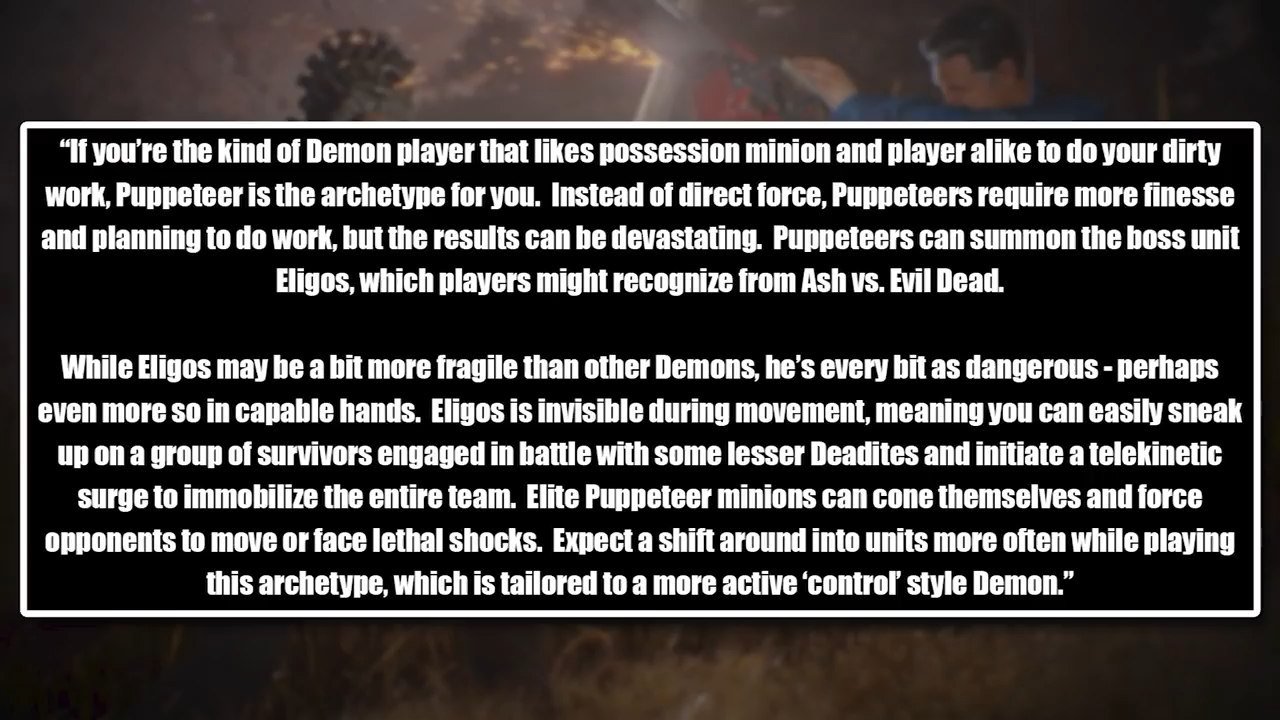 “If you’re the kind of Demon player that likes possession minion and player alike to do your dirty
work, Puppeteer is the archetype for you.  Instead of direct force, Puppeteers require more finesse
and planning to do work, but the results can be devastating.  Puppeteers can summon the boss unit
Eligos, which players might recognize from Ash vs. Evil Dead.
While Eligos may be a bit more fragile than other Demons, he’s every bit as dangerous - perhaps
even more so in capable hands.  Eligos is invisible during movement, meaning you can easily sneak
up on a group of survivors engaged in battle with some lesser Deadites and initiate a telekinetic
surge to immobilize the entire team.  Elite Puppeteer minions can cone themselves and force
opponents to move or face lethal shocks.  Expect a shift around into units more often while playing
this archetype, which is tailored to a more active ‘control’ style Demon.”